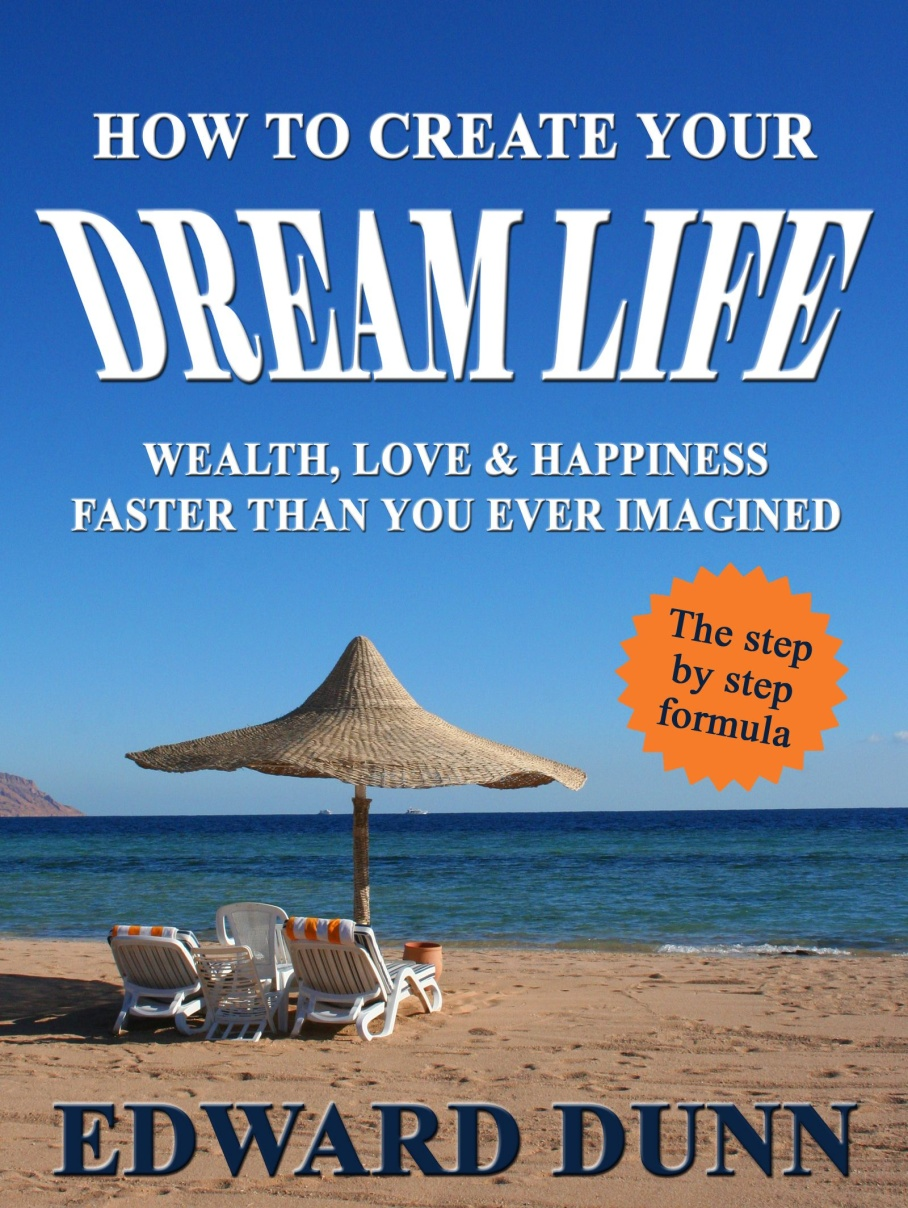 HOW TO CREATE YOUR
DREAM LIFE
WEALTH, LOVE & HAPPINESS
FASTER THAN YOU EVER IMAGINED
The step
by step
formula
EDWARD DUNN